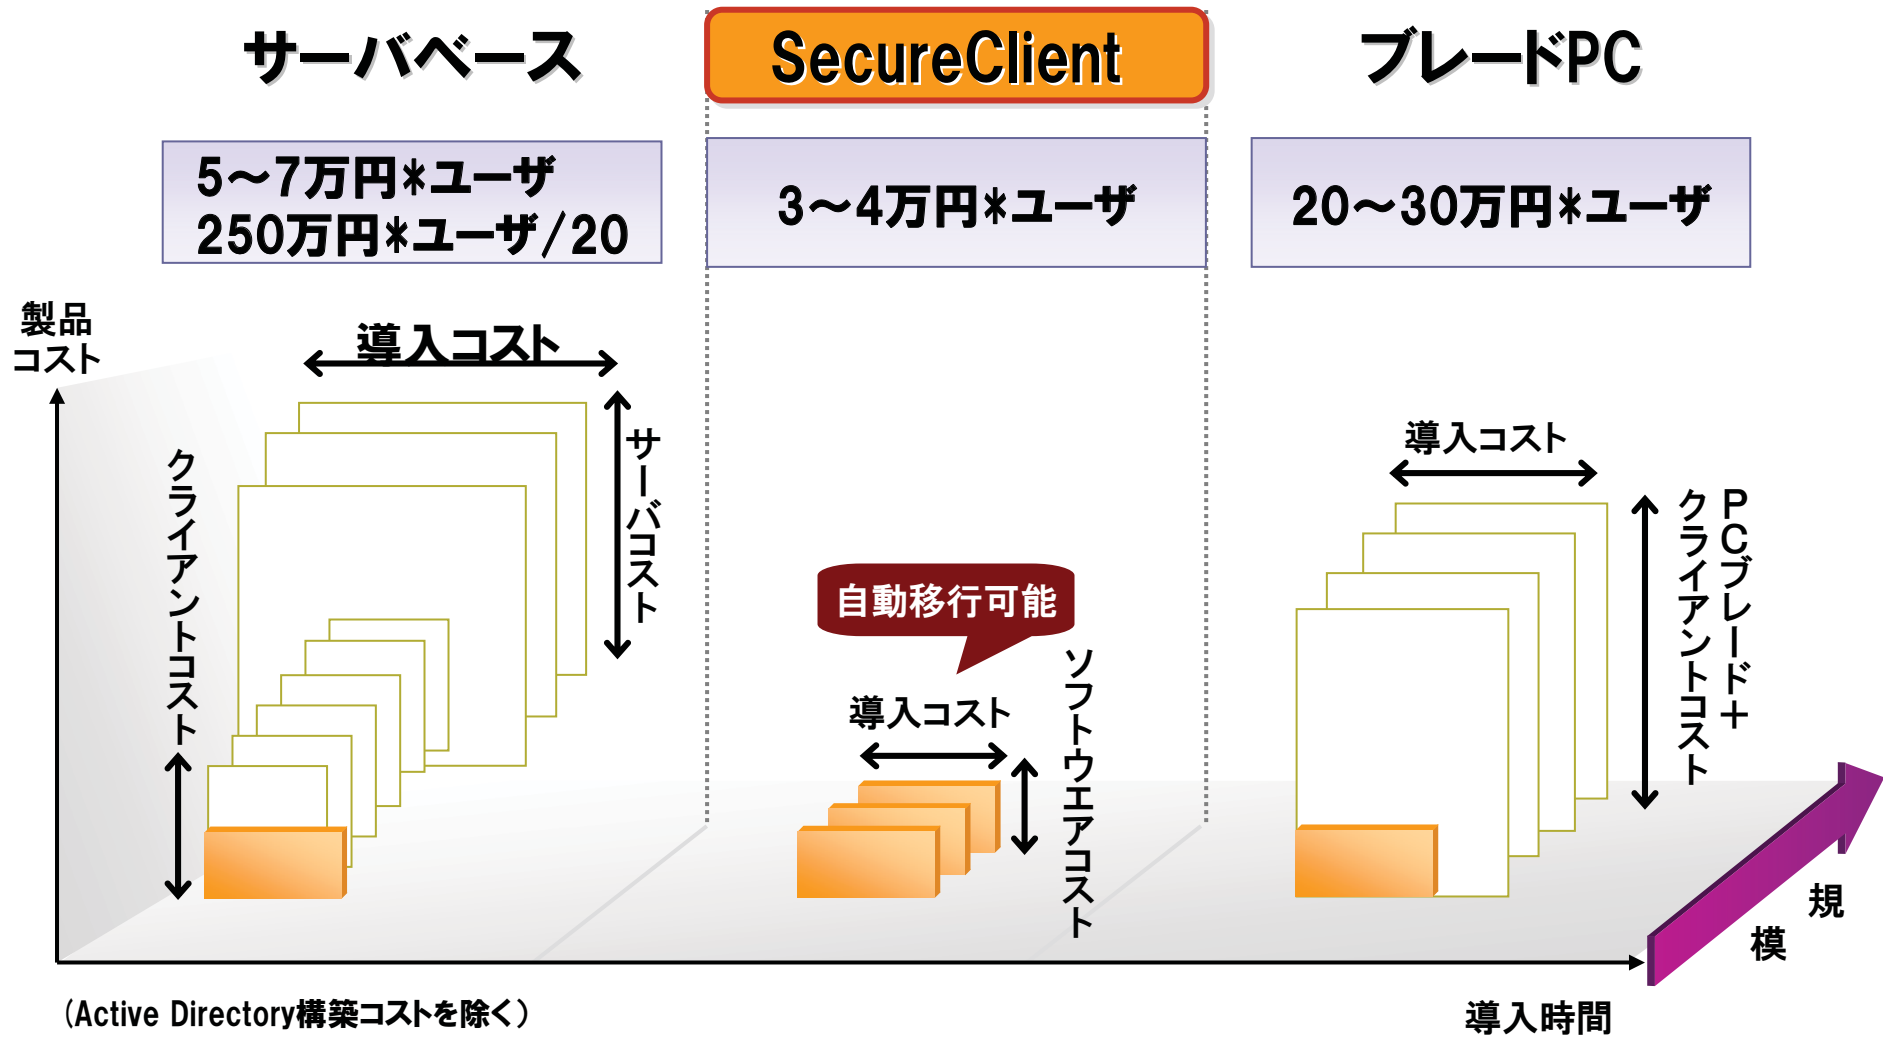 サーバベース
SecureClient
ブレードPC
5～7万円*ユーザ
250万円*ユーザ/20
3～4万円*ユーザ
20～30万円*ユーザ
製品
コスト
導入コスト
サーバコスト
クライアントコスト
自動移行可能
導入コスト
ソフトウエアコスト
導入コスト
PCブレード＋
クライアントコスト
規模
導入時間
（Active Directory構築コストを除く）